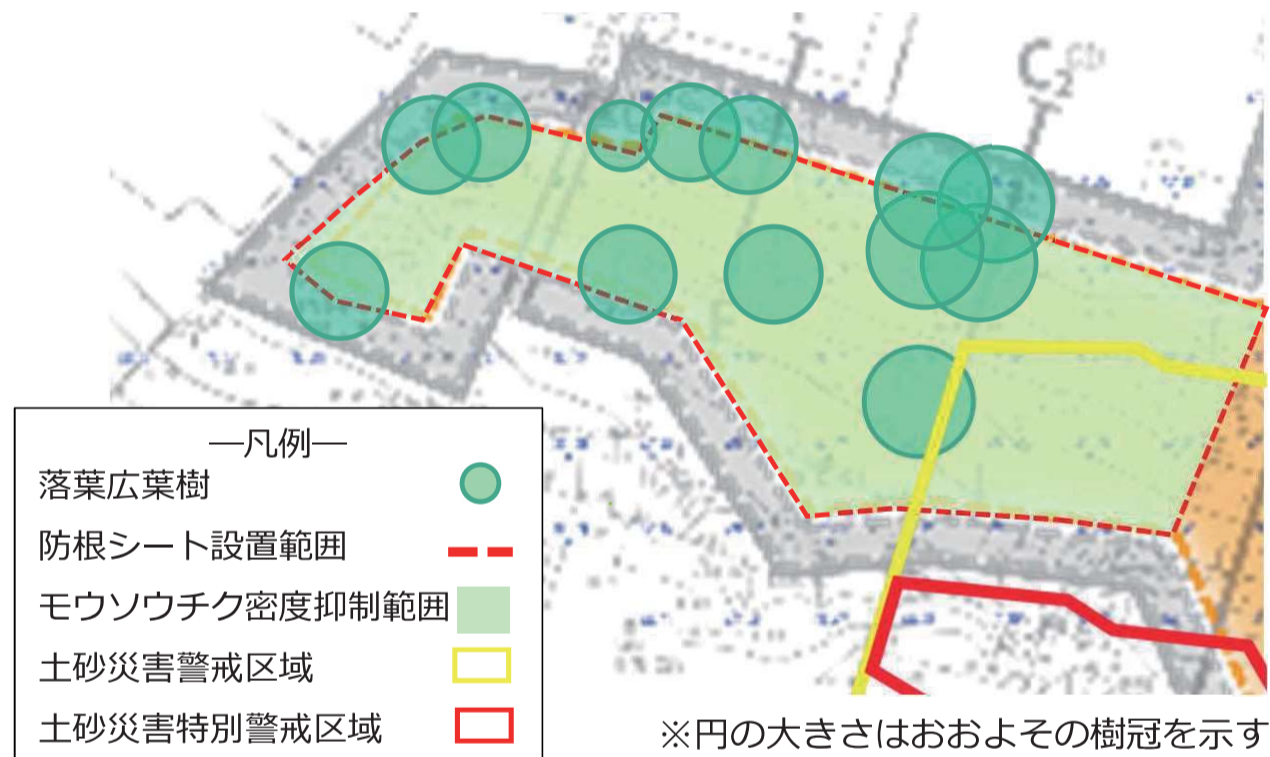 C2
―凡例―
落葉広葉樹
防根シート設置範囲
モウソウチク密度抑制範囲
土砂災害警戒区域
土砂災害特別警戒区域
※円の大きさはおおよその樹冠を示す